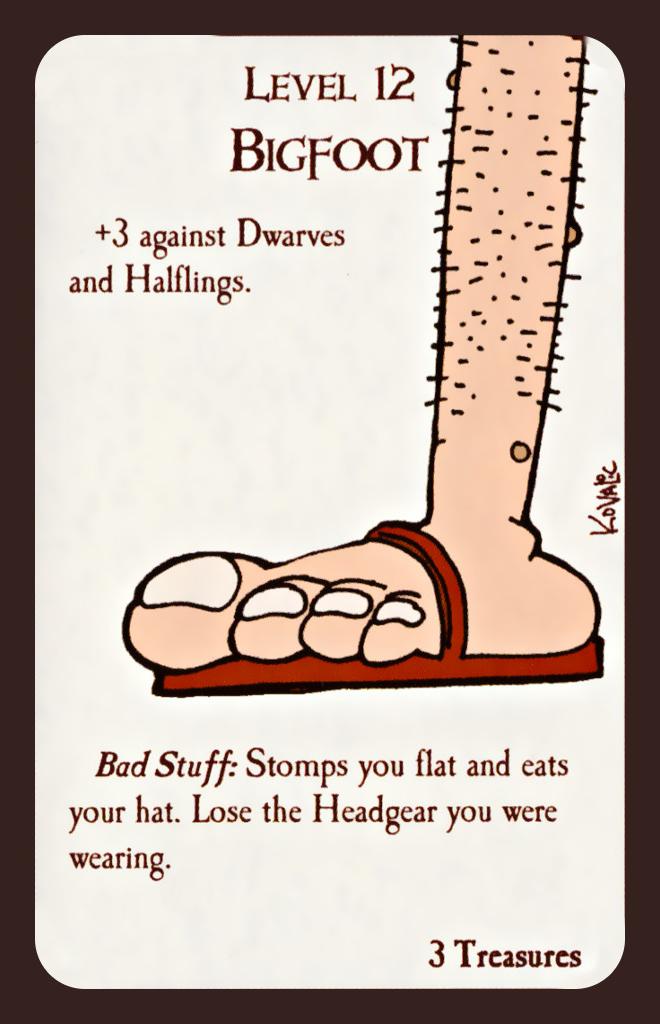 Level 12
Bigfoot
+3 against Dwarves
and Halflings.
Kovalic
Bad Stuff: Stomps you flat and eats
your hat. Lose the Headgear you were
wearing.
3 Treasures